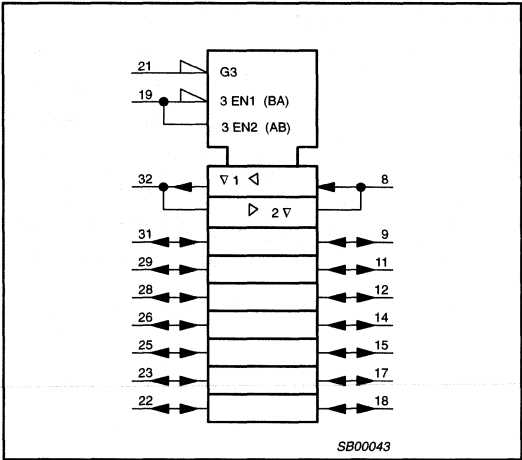 21 G3
19 3 EN1 (BA)
3 EN2 (AB)
32 ▽ 1 ◁ 8
▷ 2 ▽
31 9
29 11
28 12
26 14
25 15
23 17
22 18
SB00043